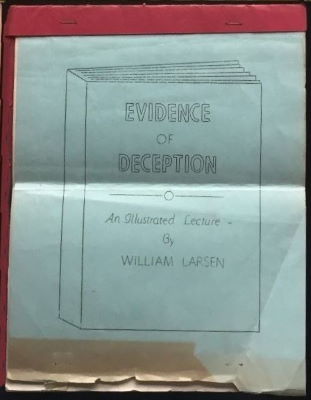 EVIDENCE
OF
DECEPTION
An Illustrated Lecture -
By
WILLIAM LARSEN